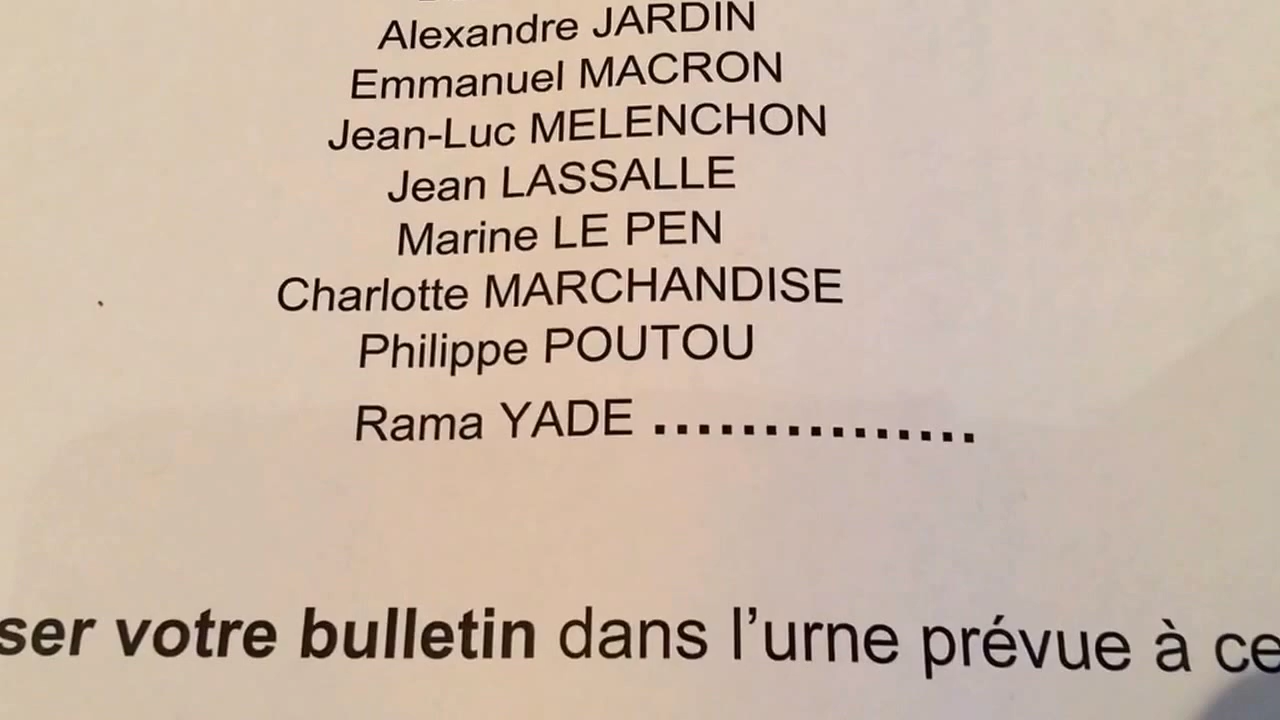 Alexandre JARDIN
Emmanuel MACRON
Jean-Luc MELENCHON
Jean LASSALLE
Marine LE PEN
Charlotte MARCHANDISE
Philippe POUTOU
Rama YADE ...............
ser votre bulletin dans l'urne prévue à ce